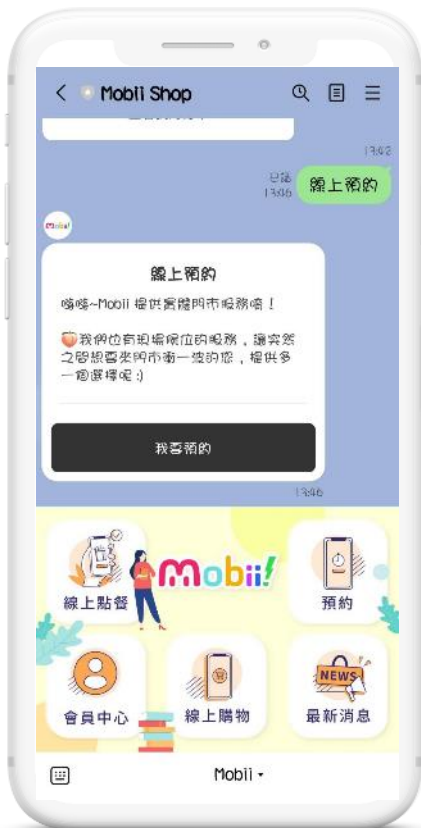 Mobii Shop
13:42
已讀
13:46
線上預約
Mobii!
線上預約
嗨嗨~Mobii 提供實體門市服務唷！
🍑我們也有現場候位的服務，讓突然
之間想要來門市衝一波的您，提供多
一個選擇呢:)
我要預約
13:46
Mobii!
線上點餐
預約
NEWS
會員中心
線上購物
最新消息
Mobii